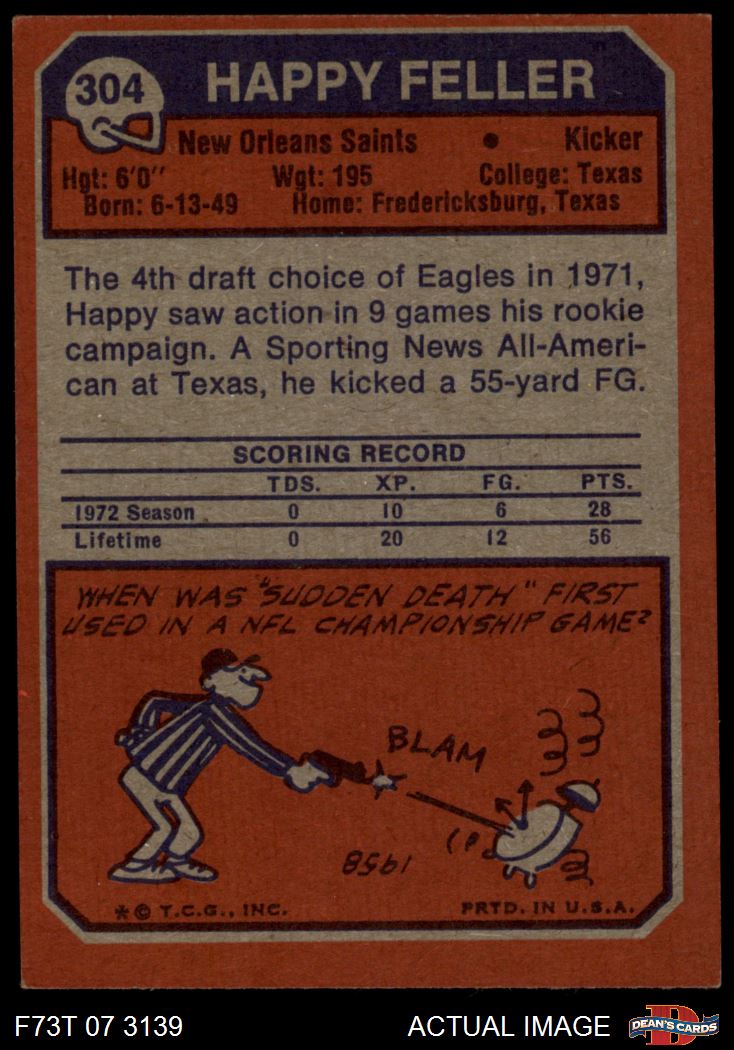 304 HAPPY FELLER
New Orleans Saints • Kicker
Hgt: 6'0" Wgt: 195 College: Texas
Born: 6-13-49 Home: Fredericksburg, Texas
The 4th draft choice of Eagles in 1971,
Happy saw action in 9 games his rookie
campaign. A Sporting News All-Ameri-
can at Texas, he kicked a 55-yard FG.
SCORING RECORD
TDS. XP. FG. PTS.
1972 Season 0 10 6 28
Lifetime 0 20 12 56
WHEN WAS "SUDDEN DEATH" FIRST
USED IN A NFL CHAMPIONSHIP GAME?
BLAM
1958
*© T.C.G., INC. PRTD. IN U.S.A.
F73T 07 3139 ACTUAL IMAGE DEAN'S CARDS